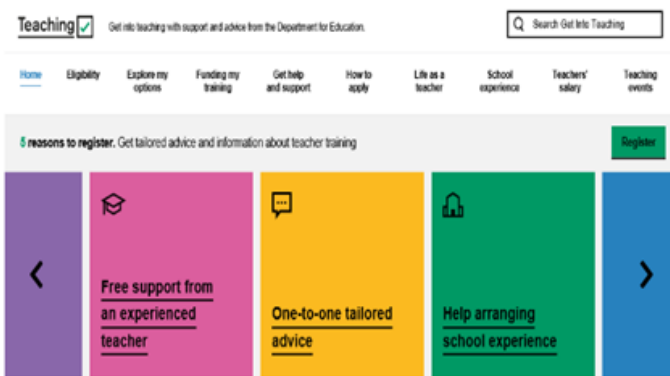 Teaching
Get into teaching with support and advice from the Department for Education.
Search Get Into Teaching
Home
Eligibility
Explore my
options
Funding my
training
Get help
and support
How to
apply
Life as a
teacher
School
experience
Teachers'
salary
Teaching
events
5 reasons to register. Get tailored advice and information about teacher training
Register
Free support from
an experienced
teacher
One-to-one tailored
advice
Help arranging
school experience